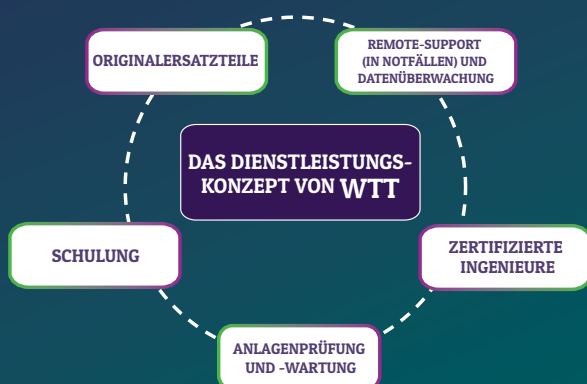 ORIGINALERSATZTEILE
REMOTE-SUPPORT
(IN NOTFÄLLEN) UND
DATENÜBERWACHUNG
DAS DIENSTLEISTUNGS-
KONZEPT VON WTT
SCHULUNG
ZERTIFIZIERTE
INGENIEURE
ANLAGENPRÜFUNG
UND -WARTUNG